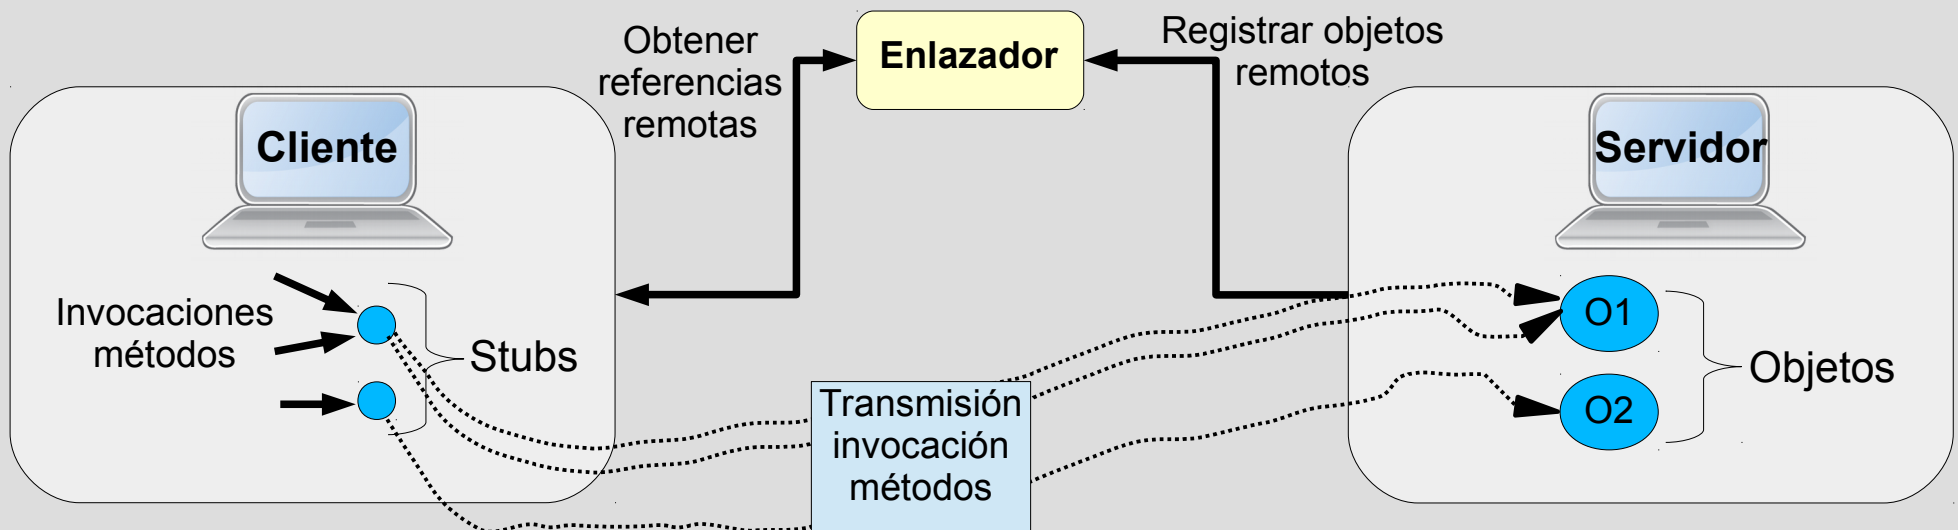 Obtener
referencias
remotas
Enlazador
Registrar objetos
remotos
Cliente
Servidor
Invocaciones
métodos
Stubs
Transmisión
invocación
métodos
O1
O2
Objetos